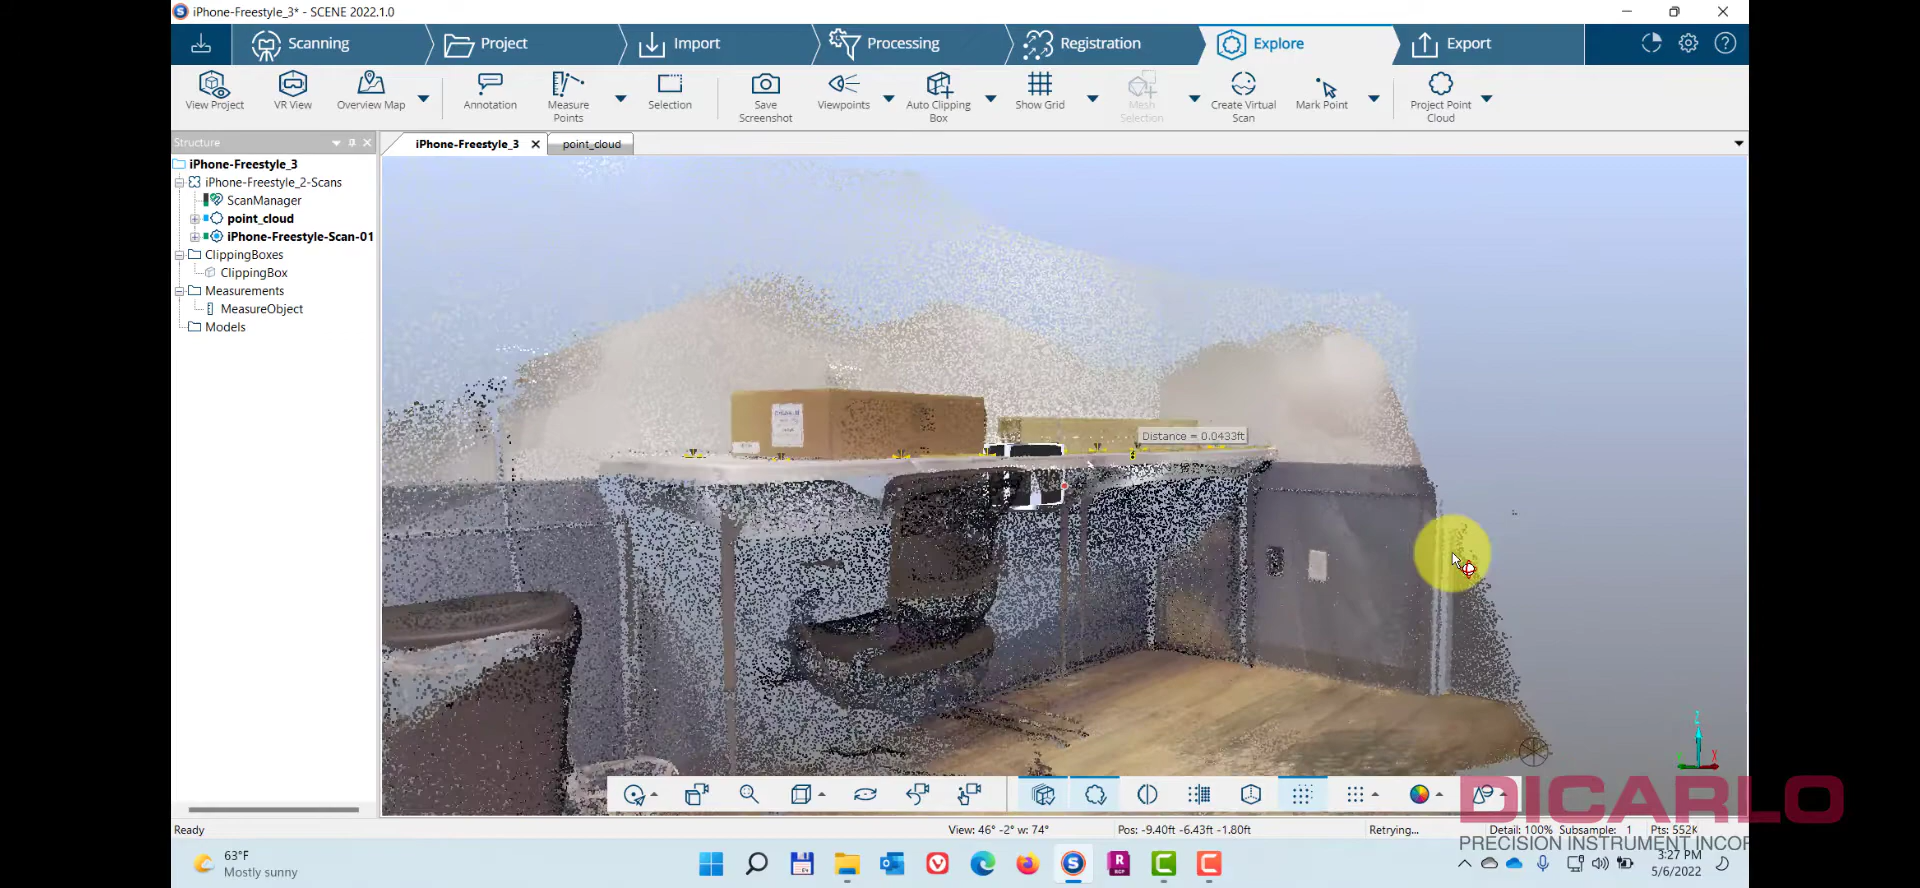 iPhone-Freestyle_3* - SCENE 2022.1.0
Scanning
Project
Import
Processing
Registration
Explore
Export
View Project
VR View
Overview Map
Annotation
Measure Points
Selection
Save Screenshot
Viewpoints
Auto Clipping Box
Show Grid
Mesh Selection
Create Virtual Scan
Mark Point
Project Point Cloud
Structure
iPhone-Freestyle_3
point_cloud
iPhone-Freestyle_3
iPhone-Freestyle_2-Scans
ScanManager
point_cloud
iPhone-Freestyle-Scan-01
ClippingBoxes
ClippingBox
Measurements
MeasureObject
Models
Distance = 0.0433ft
Z
X
DICARLO
PRECISION INSTRUMENT INCOR
Ready
View: 46° -2° w: 74°
Pos: -9.40ft -6.43ft -1.80ft
Retrying...
Detail: 100%
Subsample: 1
Pts: 552K
63°F
Mostly sunny
3:27 PM
5/6/2022